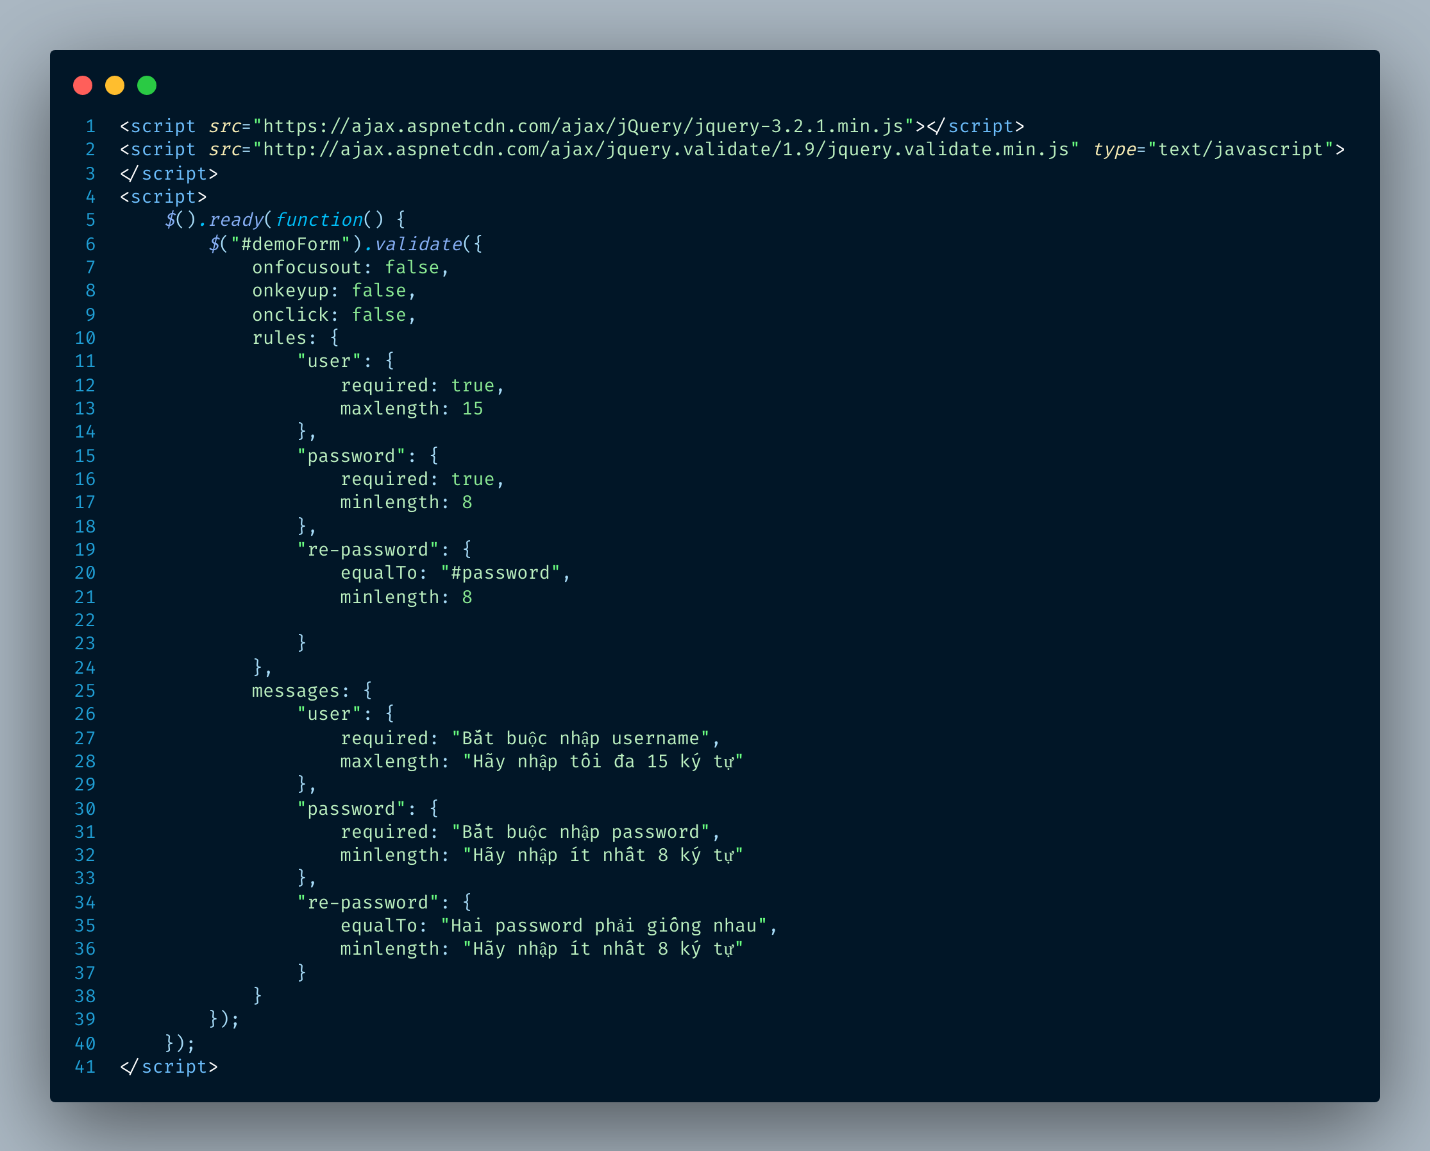 1 <script src="https://ajax.aspnetcdn.com/ajax/jQuery/jquery-3.2.1.min.js"></script>
2 <script src="http://ajax.aspnetcdn.com/ajax/jquery.validate/1.9/jquery.validate.min.js" type="text/javascript">
3 </script>
4 <script>
5     $().ready(function() {
6         $("#demoForm").validate({
7             onfocusout: false,
8             onkeyup: false,
9             onclick: false,
10             rules: {
11                 "user": {
12                     required: true,
13                     maxlength: 15
14                 },
15                 "password": {
16                     required: true,
17                     minlength: 8
18                 },
19                 "re-password": {
20                     equalTo: "#password",
21                     minlength: 8
22
23                 }
24             },
25             messages: {
26                 "user": {
27                     required: "Bắt buộc nhập username",
28                     maxlength: "Hãy nhập tối đa 15 ký tự"
29                 },
30                 "password": {
31                     required: "Bắt buộc nhập password",
32                     minlength: "Hãy nhập ít nhất 8 ký tự"
33                 },
34                 "re-password": {
35                     equalTo: "Hai password phải giống nhau",
36                     minlength: "Hãy nhập ít nhất 8 ký tự"
37                 }
38             }
39         });
40     });
41 </script>